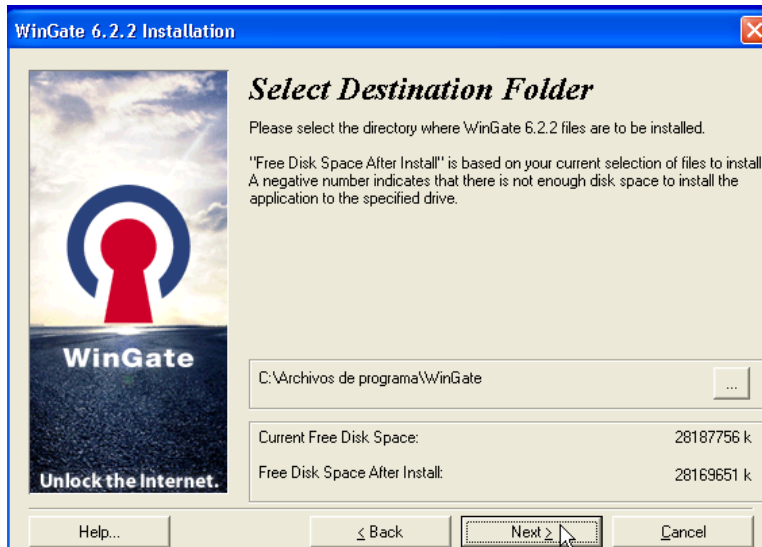 WinGate 6.2.2 Installation
Select Destination Folder
Please select the directory where WinGate 6.2.2 files are to be installed.
"Free Disk Space After Install" is based on your current selection of files to install
A negative number indicates that there is not enough disk space to install the
application to the specified drive.
WinGate
Unlock the Internet.
C:\Archivos de programa\WinGate
...
Current Free Disk Space: 28187756 k
Free Disk Space After Install: 28169651 k
Help...
< Back
Next >
Cancel